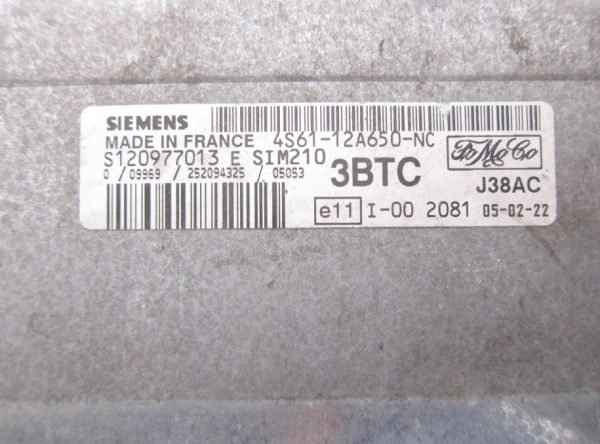 SIEMENS
MADE IN FRANCE 4S61-12A650-NC
S120977013 E SIM210
0 / 09969 / 252094325 / 05053
3BTC
FoMoCo
J38AC
e11 I-00 2081 05-02-22